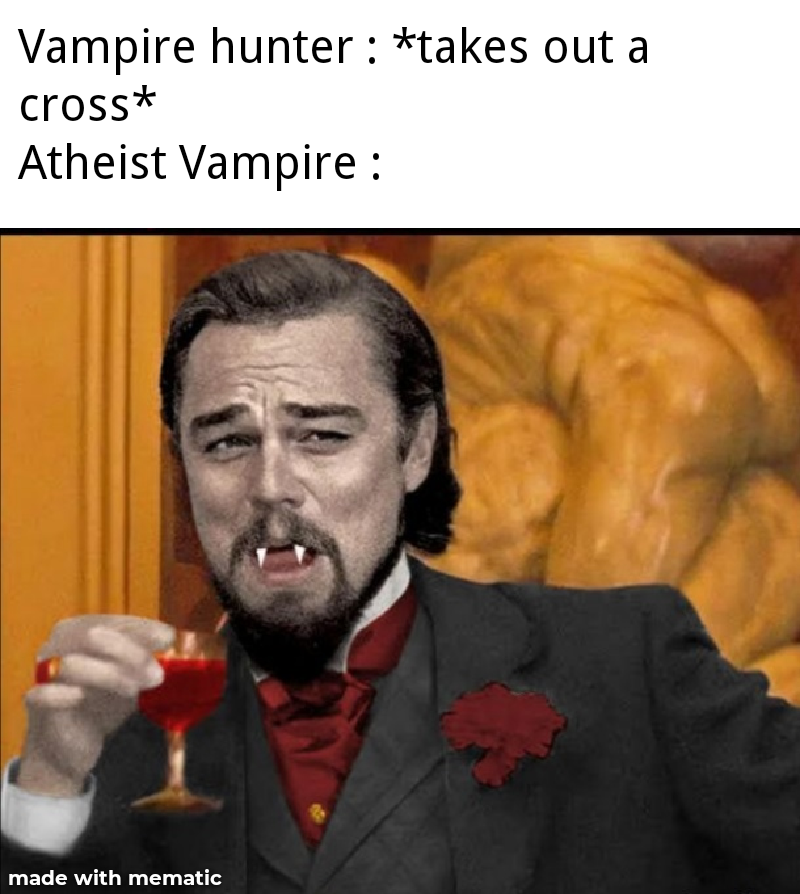 Vampire hunter : *takes out a
cross*
Atheist Vampire :
made with mematic